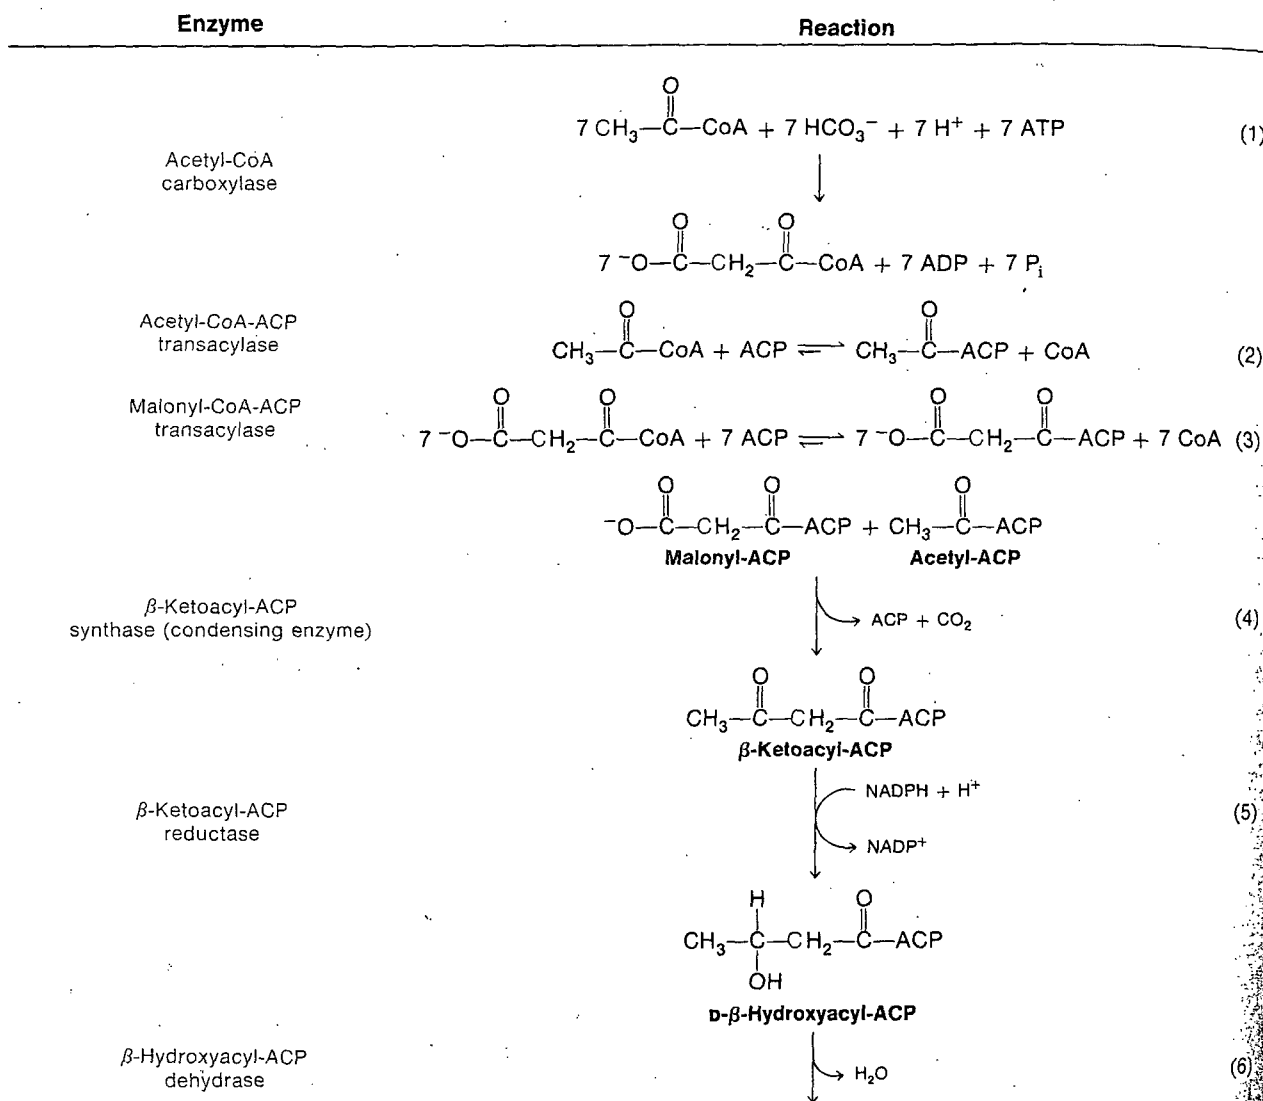 Enzyme Reaction
O
7 CH₃—C—CoA + 7 HCO₃⁻ + 7 H⁺ + 7 ATP (1)
Acetyl-CoA
carboxylase
O O
7 ⁻O—C—CH₂—C—CoA + 7 ADP + 7 Pᵢ
Acetyl-CoA-ACP
transacylase
O O
CH₃—C—CoA + ACP ⇌ CH₃—C—ACP + CoA (2)
Malonyl-CoA-ACP
transacylase
O O O O
7 ⁻O—C—CH₂—C—CoA + 7 ACP ⇌ 7 ⁻O—C—CH₂—C—ACP + 7 CoA (3)
O O O
⁻O—C—CH₂—C—ACP + CH₃—C—ACP
Malonyl-ACP Acetyl-ACP
β-Ketoacyl-ACP
synthase (condensing enzyme)
ACP + CO₂ (4)
O O
CH₃—C—CH₂—C—ACP
β-Ketoacyl-ACP
NADPH + H⁺
β-Ketoacyl-ACP
reductase
(5)
NADP⁺
H O
CH₃—C—CH₂—C—ACP
OH
D-β-Hydroxyacyl-ACP
β-Hydroxyacyl-ACP
dehydrase
H₂O (6)